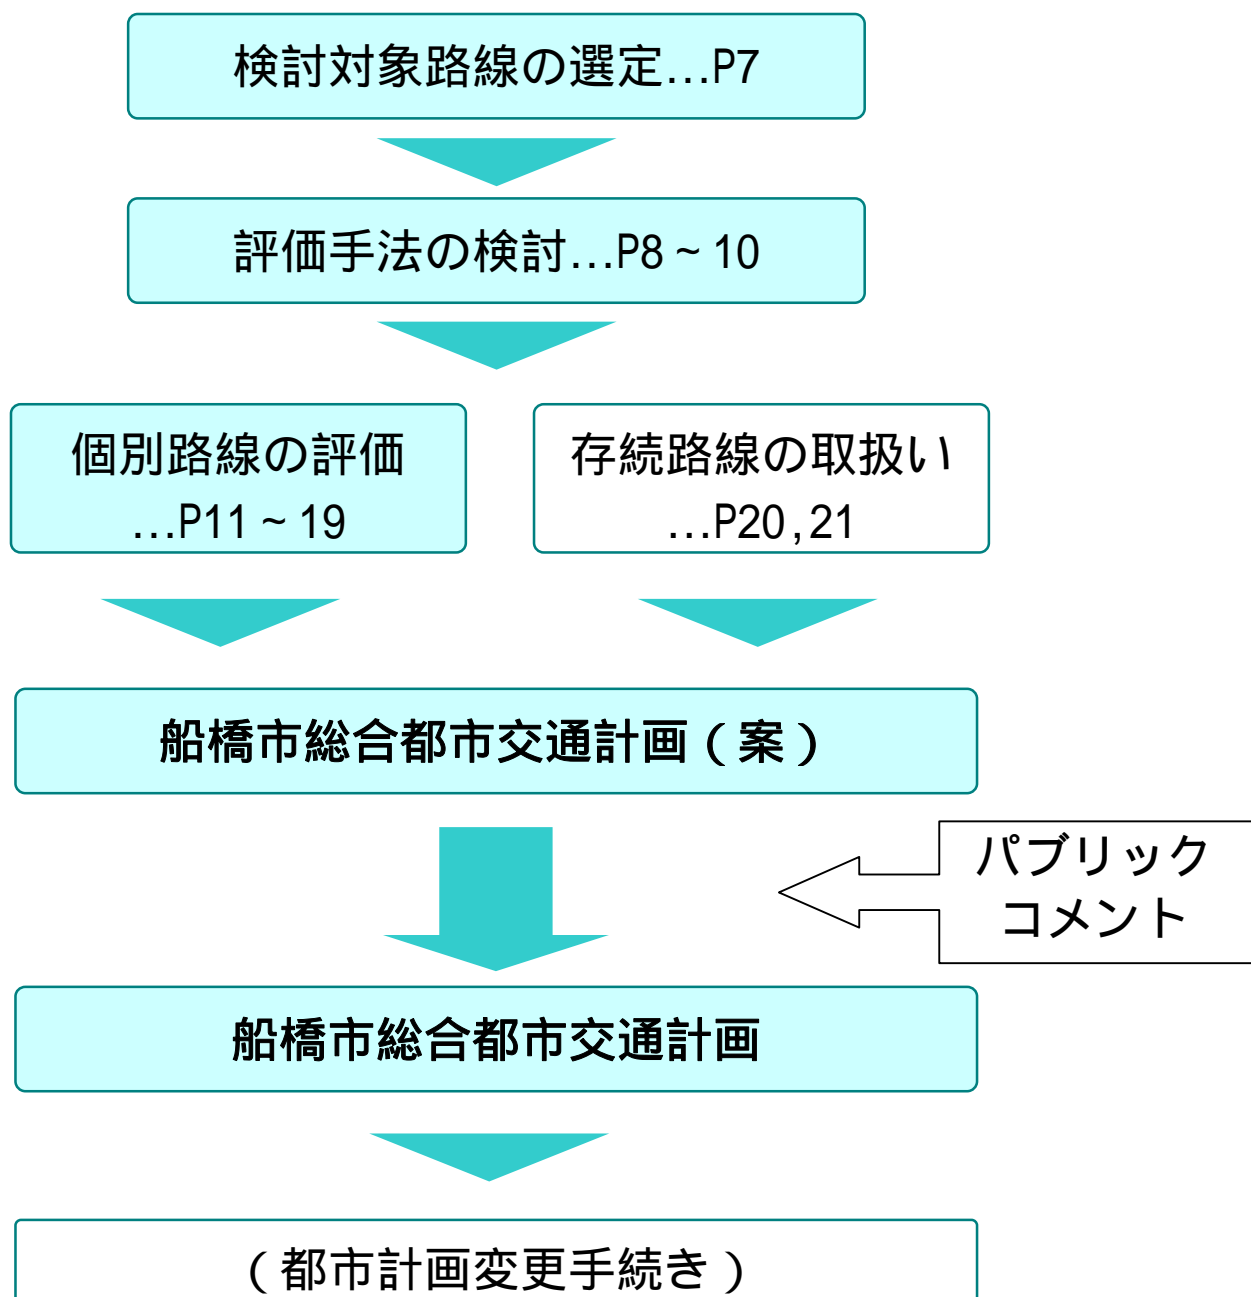 検討対象路線の選定…P7
評価手法の検討…P8～10
個別路線の評価
…P11～19
存続路線の取扱い
…P20,21
船橋市総合都市交通計画（案）
パブリック
コメント
船橋市総合都市交通計画
（都市計画変更手続き）